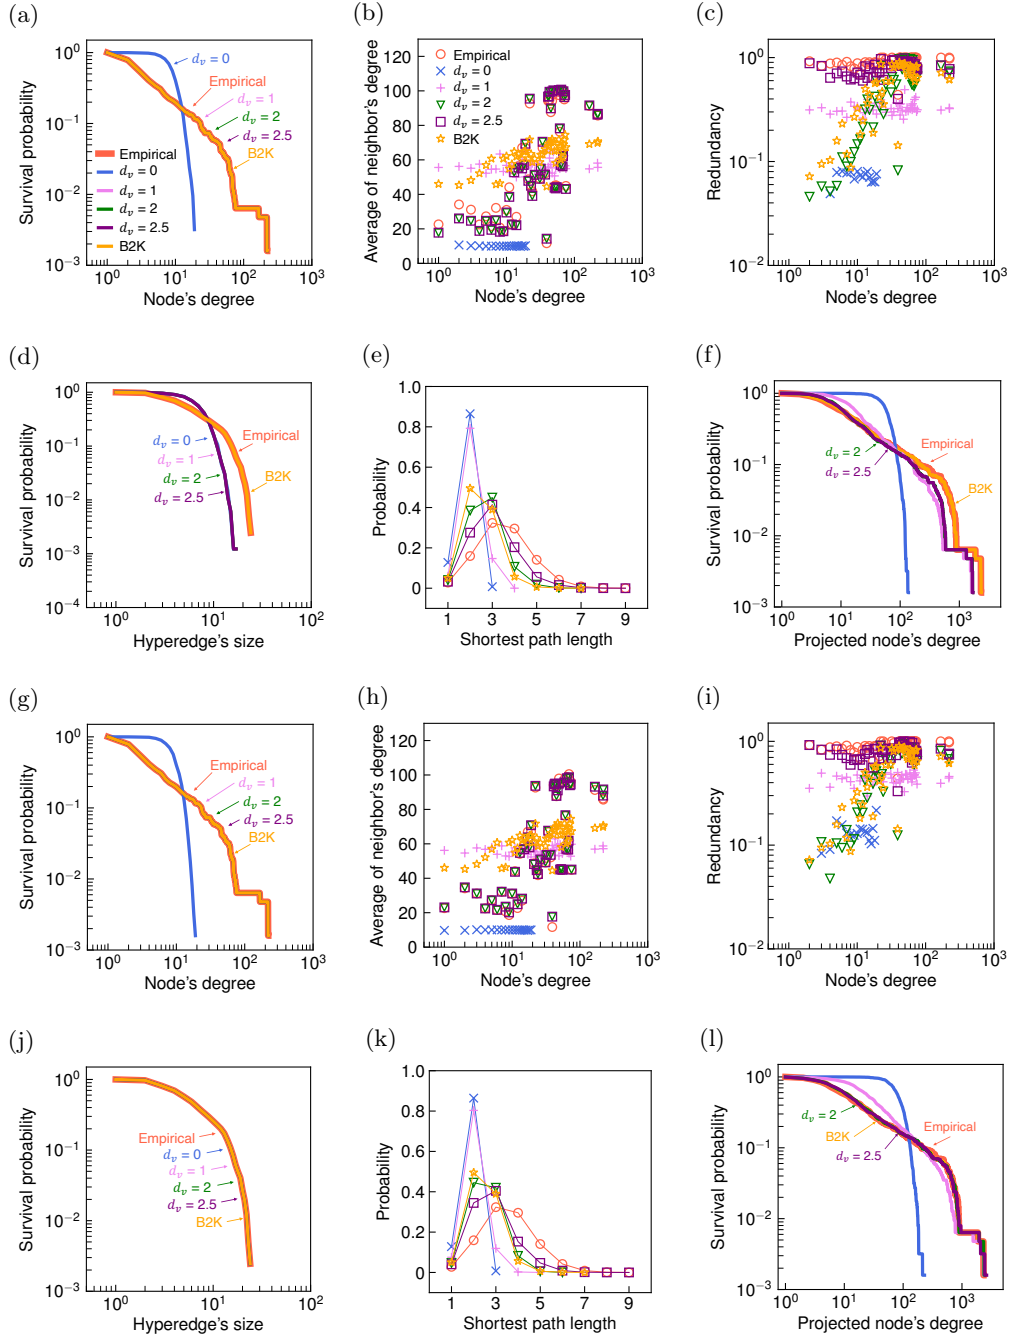 (a)
Survival probability
10^0
10^-1
10^-2
10^-3
d_v = 0
Empirical
d_v = 1
d_v = 2
d_v = 2.5
B2K
Empirical
d_v = 0
d_v = 1
d_v = 2
d_v = 2.5
B2K
10^0 10^1 10^2 10^3
Node's degree
(b)
Average of neighbor's degree
120
100
80
60
40
20
0
Empirical
d_v = 0
d_v = 1
d_v = 2
d_v = 2.5
B2K
10^0 10^1 10^2 10^3
Node's degree
(c)
Redundancy
10^0
10^-1
10^-2
10^0 10^1 10^2 10^3
Node's degree
(d)
Survival probability
10^0
10^-1
10^-2
10^-3
10^-4
d_v = 0
d_v = 1
d_v = 2
d_v = 2.5
Empirical
B2K
10^0 10^1 10^2
Hyperedge's size
(e)
Probability
1.0
0.8
0.6
0.4
0.2
0
1 3 5 7 9
Shortest path length
(f)
Survival probability
10^0
10^-1
10^-2
10^-3
Empirical
d_v = 2
d_v = 2.5
B2K
10^0 10^1 10^2 10^3
Projected node's degree
(g)
Survival probability
10^0
10^-1
10^-2
10^-3
Empirical
d_v = 1
d_v = 2
d_v = 2.5
B2K
10^0 10^1 10^2 10^3
Node's degree
(h)
Average of neighbor's degree
120
100
80
60
40
20
0
10^0 10^1 10^2 10^3
Node's degree
(i)
Redundancy
10^0
10^-1
10^-2
10^0 10^1 10^2 10^3
Node's degree
(j)
Survival probability
10^0
10^-1
10^-2
10^-3
Empirical
d_v = 0
d_v = 1
d_v = 2
d_v = 2.5
B2K
10^0 10^1 10^2
Hyperedge's size
(k)
Probability
1.0
0.8
0.6
0.4
0.2
0.0
1 3 5 7 9
Shortest path length
(l)
Survival probability
10^0
10^-1
10^-2
10^-3
d_v = 2
B2K
Empirical
d_v = 2.5
10^0 10^1 10^2 10^3
Projected node's degree